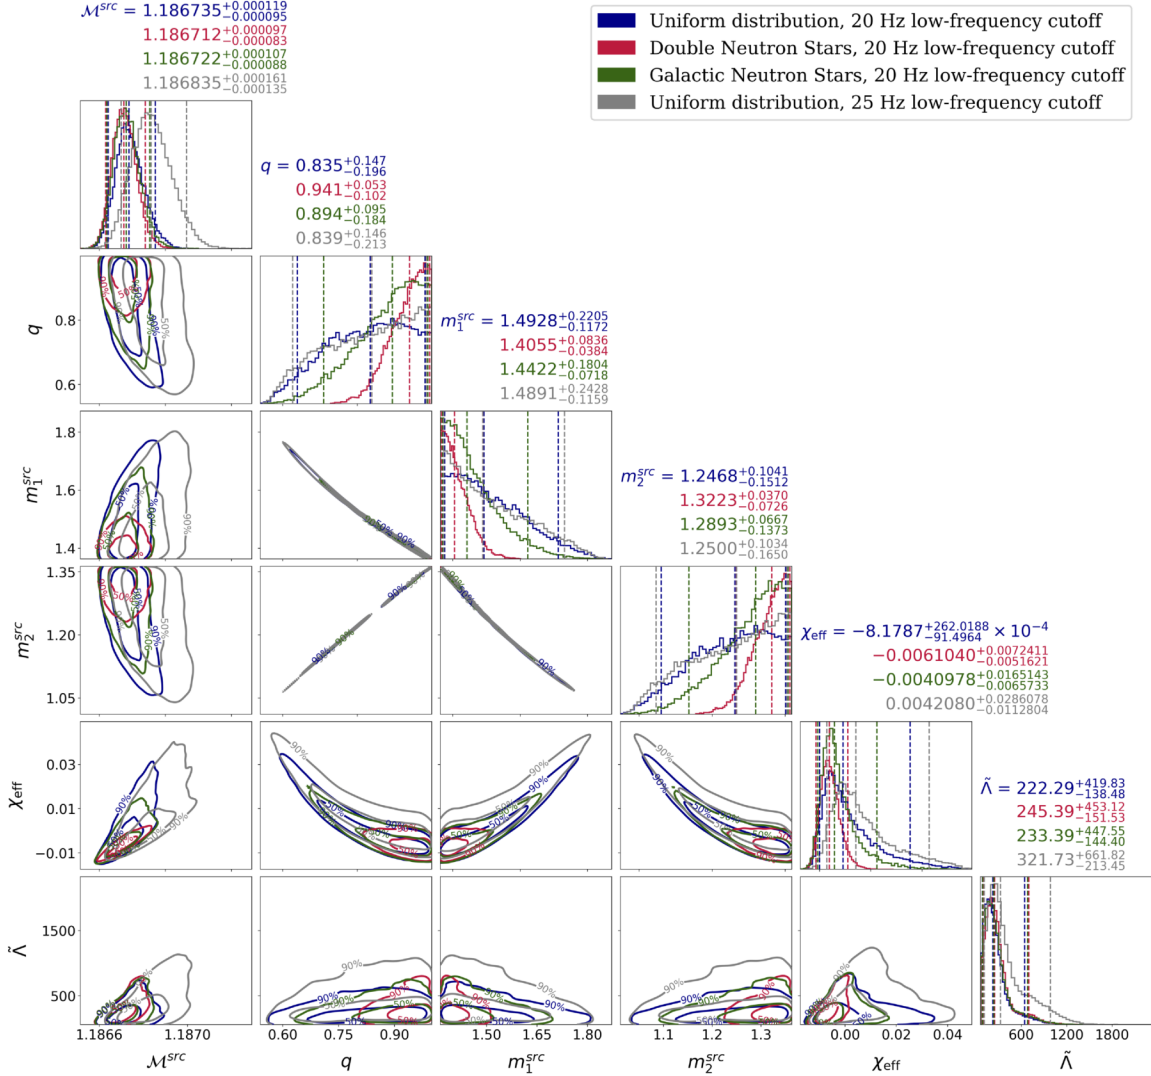 Uniform distribution, 20 Hz low-frequency cutoff
Double Neutron Stars, 20 Hz low-frequency cutoff
Galactic Neutron Stars, 20 Hz low-frequency cutoff
Uniform distribution, 25 Hz low-frequency cutoff
ℳ^src = 1.186735^{+0.000119}_{−0.000095}
1.186712^{+0.000097}_{−0.000083}
1.186722^{+0.000107}_{−0.000088}
1.186835^{+0.000161}_{−0.000135}
q = 0.835^{+0.147}_{−0.196}
0.941^{+0.053}_{−0.102}
0.894^{+0.095}_{−0.184}
0.839^{+0.146}_{−0.213}
q
0.8
0.6
m_1^src = 1.4928^{+0.2205}_{−0.1172}
1.4055^{+0.0836}_{−0.0384}
1.4422^{+0.1804}_{−0.0718}
1.4891^{+0.2428}_{−0.1159}
m_1^src
1.8
1.6
1.4
m_2^src = 1.2468^{+0.1041}_{−0.1512}
1.3223^{+0.0370}_{−0.0726}
1.2893^{+0.0667}_{−0.1373}
1.2500^{+0.1034}_{−0.1650}
m_2^src
1.35
1.20
1.05
χ_eff = −8.1787^{+262.0188}_{−91.4964} × 10^{−4}
−0.0061040^{+0.0072411}_{−0.0051621}
−0.0040978^{+0.0165143}_{−0.0065733}
0.0042080^{+0.0286078}_{−0.0112804}
χ_eff
0.03
0.01
−0.01
Λ̃ = 222.29^{+419.83}_{−138.48}
245.39^{+453.12}_{−151.53}
233.39^{+447.55}_{−144.40}
321.73^{+661.82}_{−213.45}
Λ̃
1500
500
1.1866 1.1870
0.60 0.75 0.90
1.50 1.65 1.80
1.1 1.2 1.3
0.00 0.02 0.04
600 1200 1800
ℳ^src
q
m_1^src
m_2^src
χ_eff
Λ̃